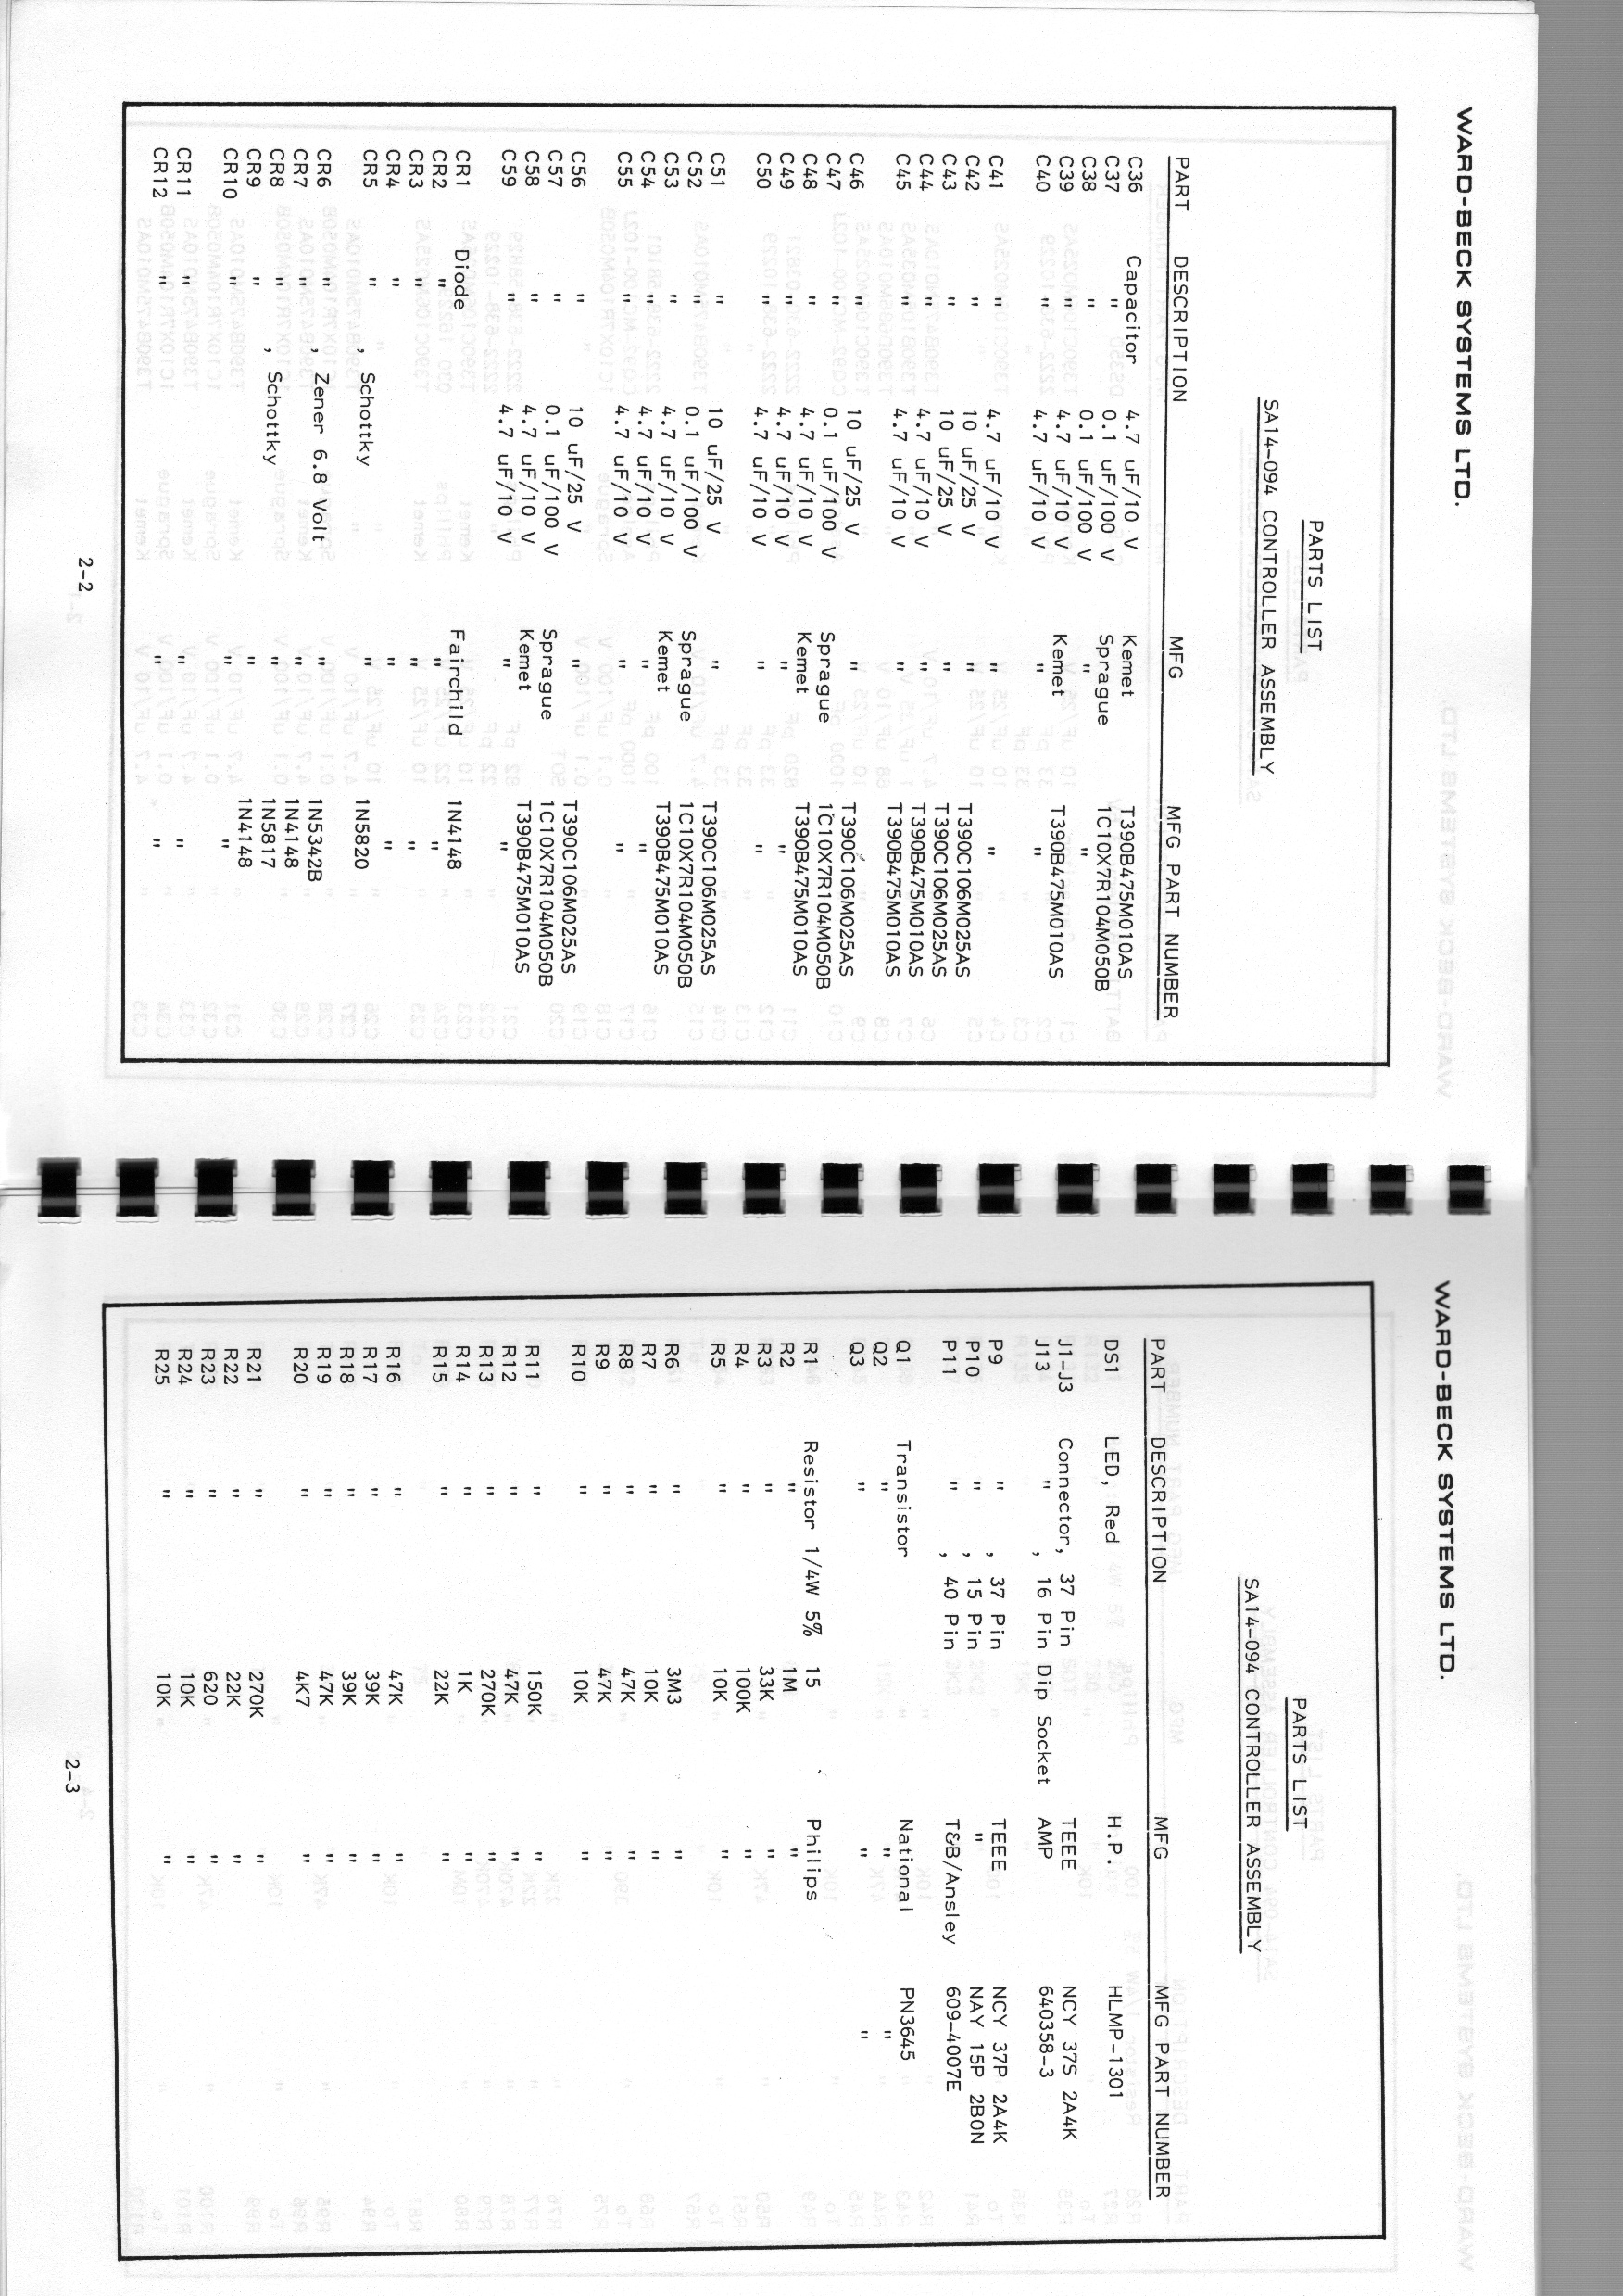 WARD-BECK SYSTEMS LTD.
PARTS LIST
SA14-094 CONTROLLER ASSEMBLY
PART DESCRIPTION MFG MFG PART NUMBER
C36 Capacitor 4.7 uF/10 V Kemet T390B475M010AS
C37 " 0.1 uF/100 V Sprague 1C10X7R104M050B
C38 " 0.1 uF/100 V " "
C39 " 4.7 uF/10 V Kemet T390B475M010AS
C40 " 4.7 uF/10 V " "
C41 " 4.7 uF/10 V " "
C42 " 10 uF/25 V " T390C106M025AS
C43 " 10 uF/25 V " T390C106M025AS
C44 " 4.7 uF/10 V " T390B475M010AS
C45 " 4.7 uF/10 V " T390B475M010AS
C46 " 10 uF/25 V " T390C106M025AS
C47 " 0.1 uF/100 V Sprague 1C10X7R104M050B
C48 " 4.7 uF/10 V Kemet T390B475M010AS
C49 " 4.7 uF/10 V " "
C50 " 4.7 uF/10 V " "
C51 " 10 uF/25 V " T390C106M025AS
C52 " 0.1 uF/100 V Sprague 1C10X7R104M050B
C53 " 4.7 uF/10 V Kemet T390B475M010AS
C54 " 4.7 uF/10 V " "
C55 " 4.7 uF/10 V " "
C56 " 10 uF/25 V " T390C106M025AS
C57 " 0.1 uF/100 V Sprague 1C10X7R104M050B
C58 " 4.7 uF/10 V Kemet T390B475M010AS
C59 " 4.7 uF/10 V " "
CR1 Diode Fairchild 1N4148
CR2 " " "
CR3 " " "
CR4 " " "
CR5 " , Schottky " 1N5820
CR6 " , Zener 6.8 Volt " 1N5342B
CR7 " " 1N4148
CR8 " , Schottky " 1N5817
CR9 " " 1N4148
CR10 " " "
CR11 " " "
CR12 " " "
2-2
WARD-BECK SYSTEMS LTD.
PARTS LIST
SA14-094 CONTROLLER ASSEMBLY
PART DESCRIPTION MFG MFG PART NUMBER
DS1 LED, Red H.P. HLMP-1301
J1-J3 Connector, 37 Pin TEEE NCY 37S 2A4K
J13 " , 16 Pin Dip Socket AMP 640358-3
P9 " , 37 Pin TEEE NCY 37P 2A4K
P10 " , 15 Pin " NAY 15P 2B0N
P11 " , 40 Pin T&B/Ansley 609-4007E
Q1 Transistor National PN3645
Q2 " " "
Q3 " " "
R1 Resistor 1/4W 5% 15 Philips
R2 " 1M "
R3 " 33K "
R4 " 100K "
R5 " 10K "
R6 " 3M3 "
R7 " 10K "
R8 " 47K "
R9 " 47K "
R10 " 10K "
R11 " 150K "
R12 " 47K "
R13 " 270K "
R14 " 1K "
R15 " 22K "
R16 " 47K "
R17 " 39K "
R18 " 39K "
R19 " 47K "
R20 " 4K7 "
R21 " 270K "
R22 " 22K "
R23 " 620 "
R24 " 10K "
R25 " 10K "
2-3